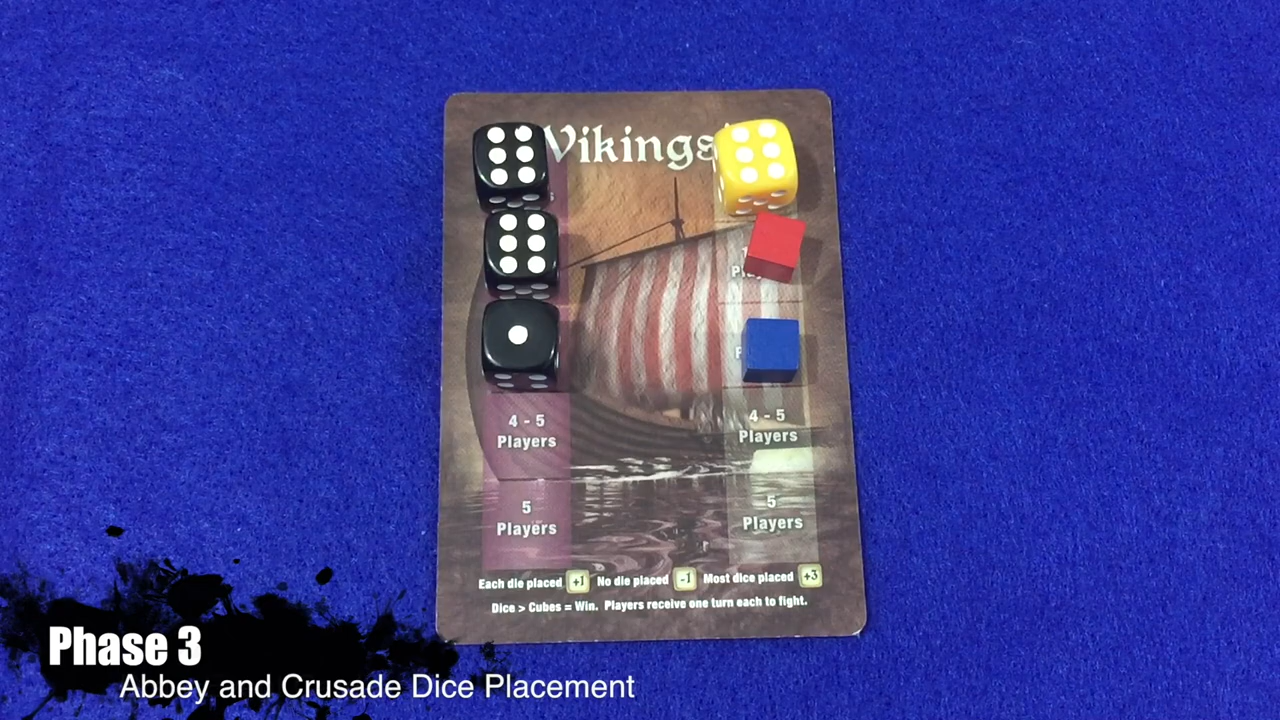 Vikings
4 - 5
Players
4 - 5
Players
5
Players
5
Players
Each die placed +1 No die placed -1 Most dice placed +3
Dice > Cubes = Win. Players receive one turn each to fight.
Phase 3
Abbey and Crusade Dice Placement